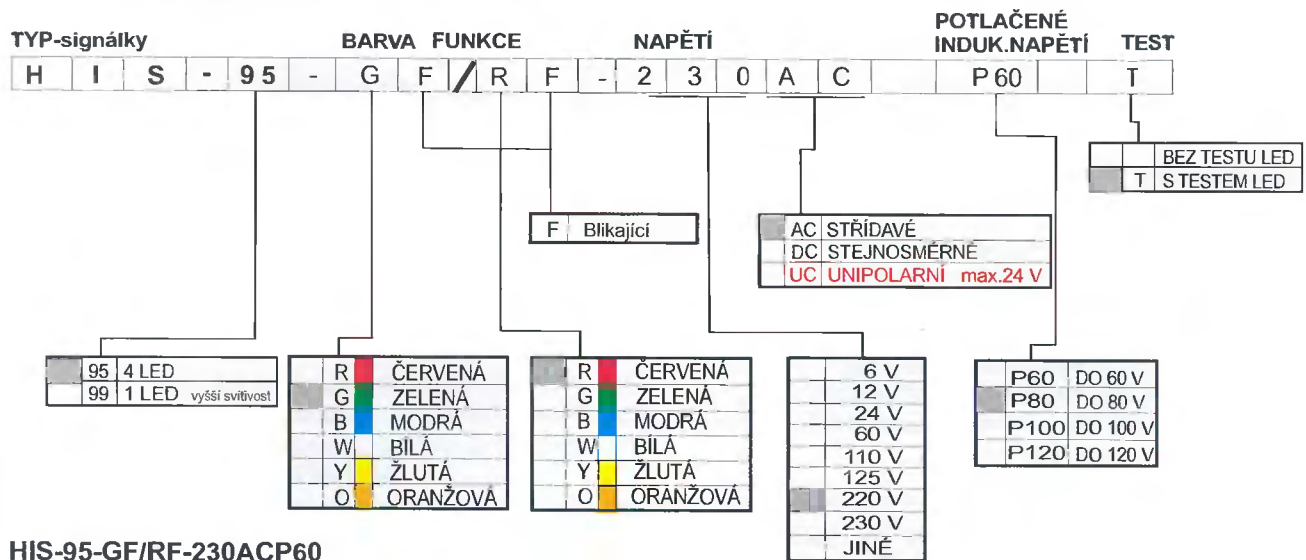 TYP-signálky BARVA FUNKCE NAPĚTÍ POTLAČENÉ INDUK.NAPĚTÍ TEST
H I S - 95 - G F / R F - 2 3 0 A C P60 T
BEZ TESTU LED
T S TESTEM LED
F Blikající
AC STŘÍDAVÉ
DC STEJNOSMĚRNÉ
UC UNIPOLARNÍ max.24 V
95 4 LED
99 1 LED vyšší svítivost
R ČERVENÁ
G ZELENÁ
B MODRÁ
W BÍLÁ
Y ŽLUTÁ
O ORANŽOVÁ
R ČERVENÁ
G ZELENÁ
B MODRÁ
W BÍLÁ
Y ŽLUTÁ
O ORANŽOVÁ
6 V
12 V
24 V
60 V
110 V
125 V
220 V
230 V
JINÉ
P60 DO 60 V
P80 DO 80 V
P100 DO 100 V
P120 DO 120 V
HIS-95-GF/RF-230ACP60